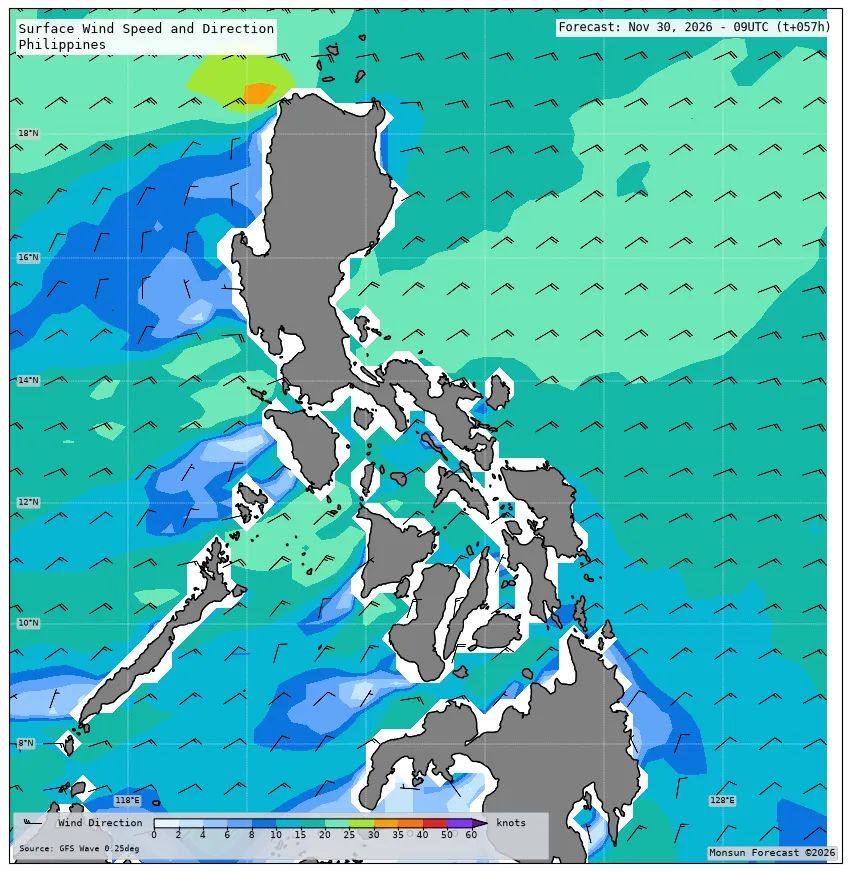 Surface Wind Speed and Direction
Philippines
Forecast: Nov 30, 2026 - 09UTC (t+057h)
18°N
16°N
14°N
12°N
10°N
8°N
118°E
128°E
Wind Direction
knots
0 2 4 6 8 10 15 20 25 30 35 40 50 60
Source: GFS Wave 0.25deg
Monsun Forecast ©2026